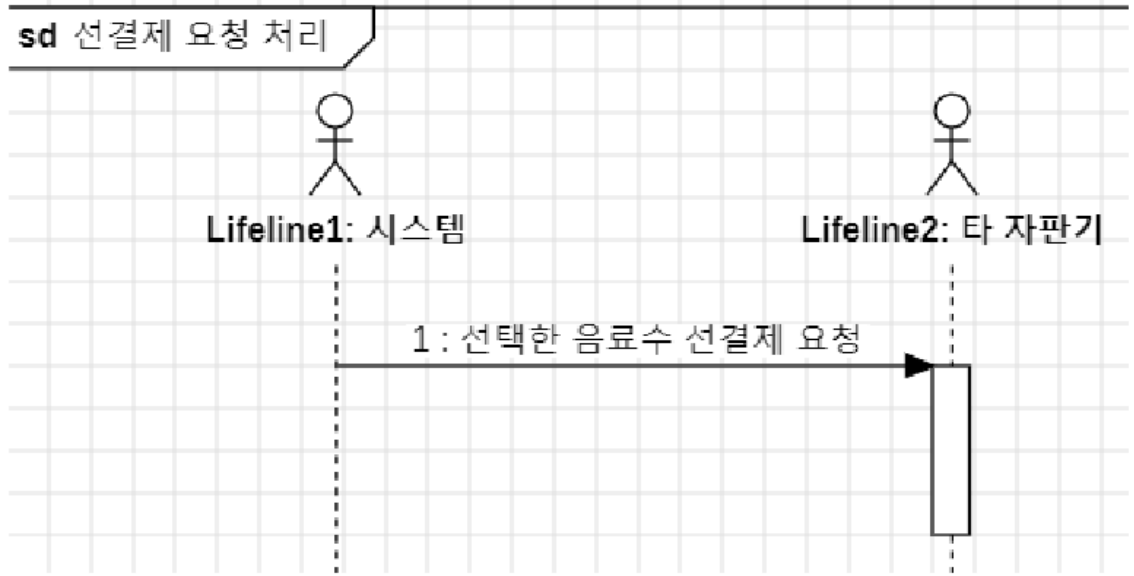 sd 선결제 요청 처리
Lifeline1: 시스템
Lifeline2: 타 자판기
1 : 선택한 음료수 선결제 요청